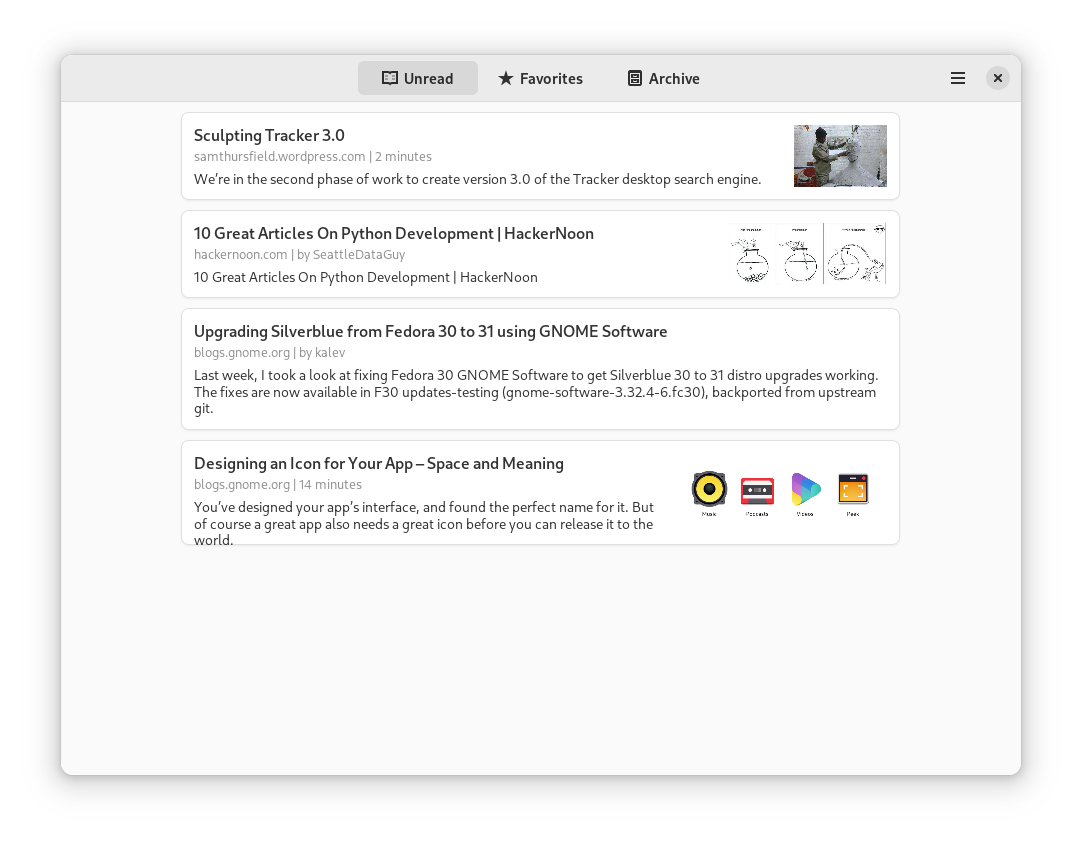 Unread Favorites Archive
Sculpting Tracker 3.0
samthursfield.wordpress.com | 2 minutes
We’re in the second phase of work to create version 3.0 of the Tracker desktop search engine.
10 Great Articles On Python Development | HackerNoon
hackernoon.com | by SeattleDataGuy
10 Great Articles On Python Development | HackerNoon
Upgrading Silverblue from Fedora 30 to 31 using GNOME Software
blogs.gnome.org | by kalev
Last week, I took a look at fixing Fedora 30 GNOME Software to get Silverblue 30 to 31 distro upgrades working.
The fixes are now available in F30 updates-testing (gnome-software-3.32.4-6.fc30), backported from upstream
git.
Designing an Icon for Your App – Space and Meaning
blogs.gnome.org | 14 minutes
You’ve designed your app’s interface, and found the perfect name for it. But
of course a great app also needs a great icon before you can release it to the
world.
Music Podcasts Videos Peek